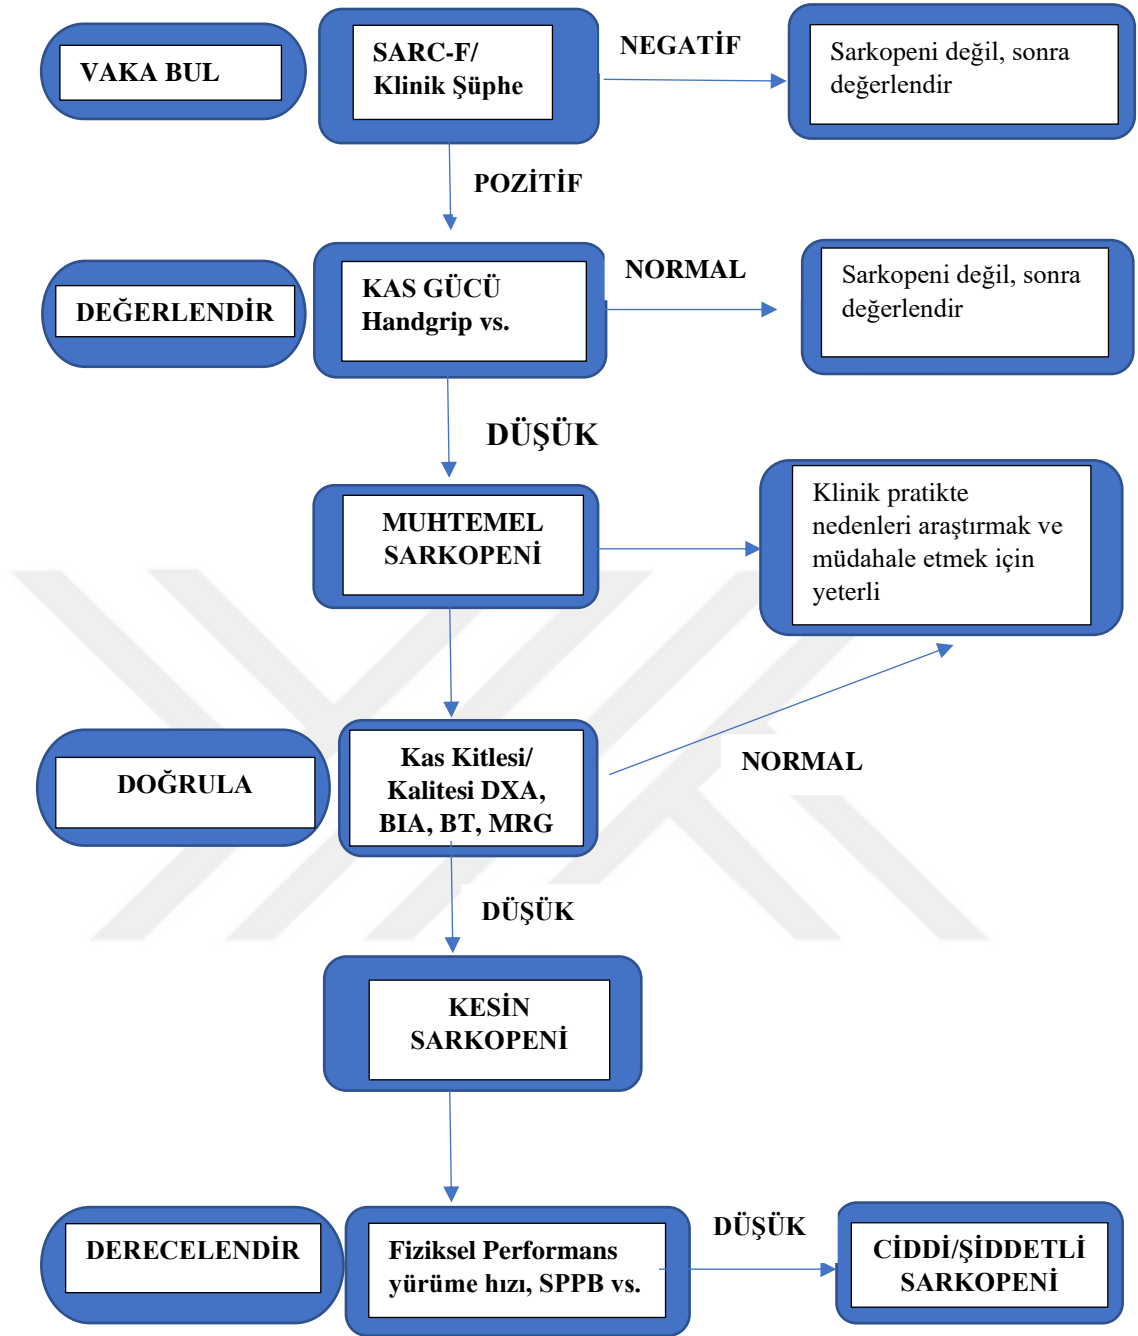 VAKA BUL
SARC-F/
Klinik Şüphe
NEGATİF
Sarkopeni değil, sonra
değerlendir
POZİTİF
DEĞERLENDİR
KAS GÜCÜ
Handgrip vs.
NORMAL
Sarkopeni değil, sonra
değerlendir
DÜŞÜK
MUHTEMEL
SARKOPENİ
Klinik pratikte
nedenleri araştırmak ve
müdahale etmek için
yeterli
DOĞRULA
Kas Kitlesi/
Kalitesi DXA,
BIA, BT, MRG
NORMAL
DÜŞÜK
KESİN
SARKOPENİ
DERECELENDİR
Fiziksel Performans
yürüme hızı, SPPB vs.
DÜŞÜK
CİDDİ/ŞİDDETLİ
SARKOPENİ